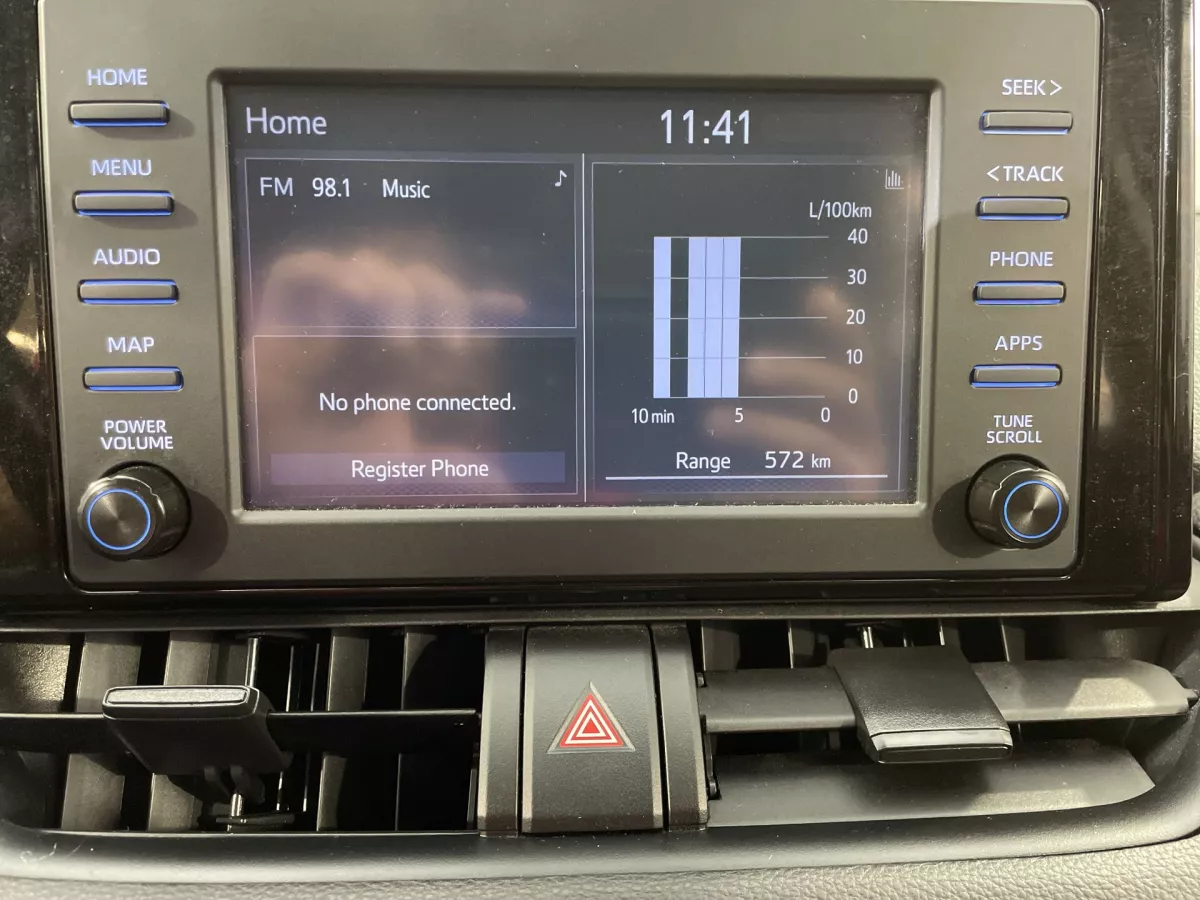 HOME
MENU
AUDIO
MAP
POWER
VOLUME
Home
11:41
FM 98.1 Music
No phone connected.
Register Phone
L/100km
40
30
20
10
0
10 min 5 0
Range 572 km
SEEK >
< TRACK
PHONE
APPS
TUNE
SCROLL